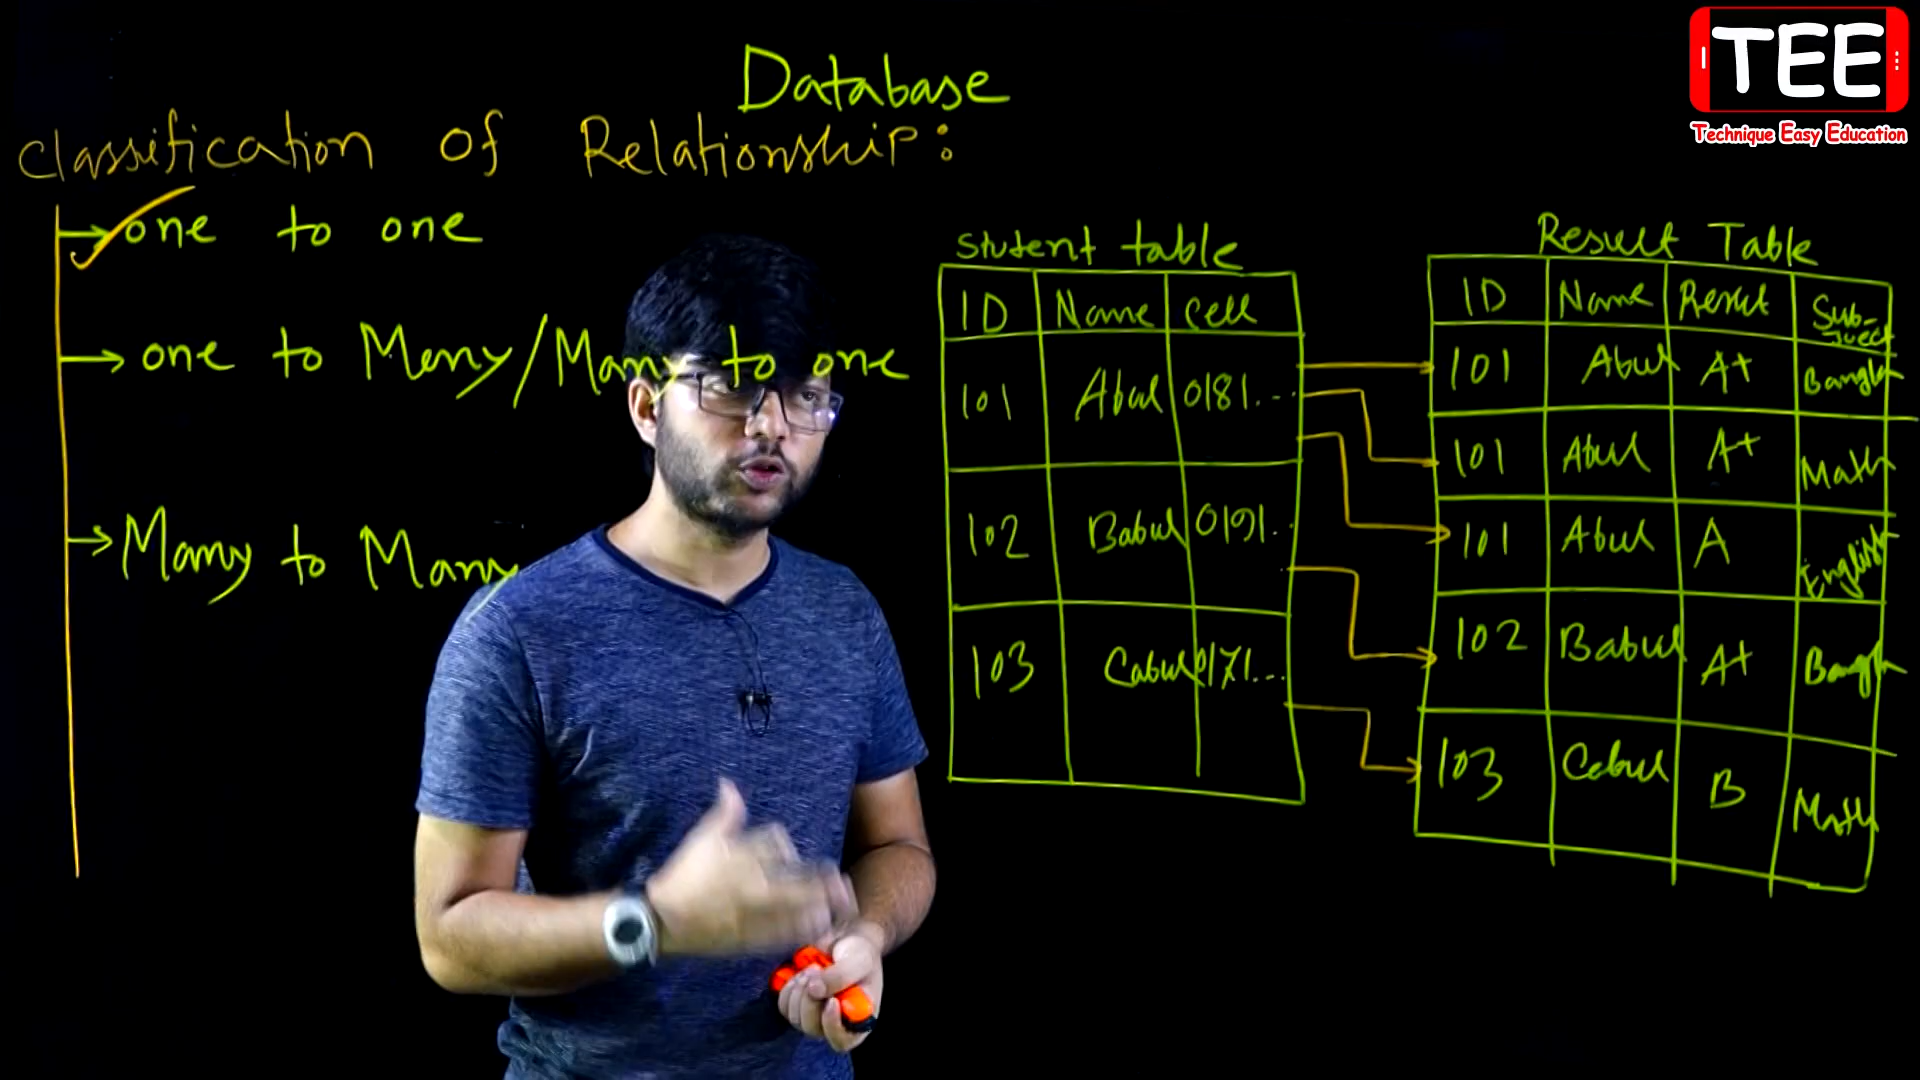 TEE
Technique Easy Education
Database
Classification of Relationship:
one to one
one to Many/Many to one
Many to Many
Student table
ID Name Cell
101 Abul 0181...
102 Babul 0191..
103 Cabul 0171...
Result Table
ID Name Result Subject
101 Abul A+ Bangla
101 Abul A+ Math
101 Abul A English
102 Babul A+ Bangla
103 Cabul B Math